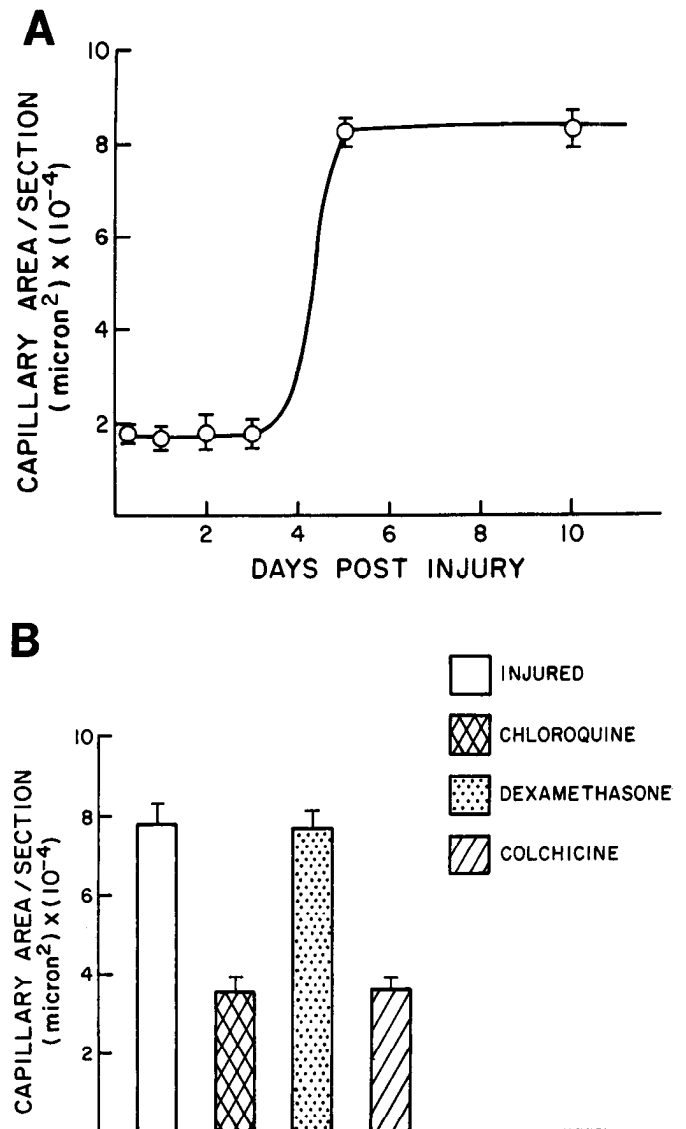 A
CAPILLARY AREA/SECTION
(micron²) x (10⁻⁴)
10
8
6
4
2
2 4 6 8 10
DAYS POST INJURY
B
INJURED
CHLOROQUINE
DEXAMETHASONE
COLCHICINE
CAPILLARY AREA/SECTION
(micron²) x (10⁻⁴)
10
8
6
4
2